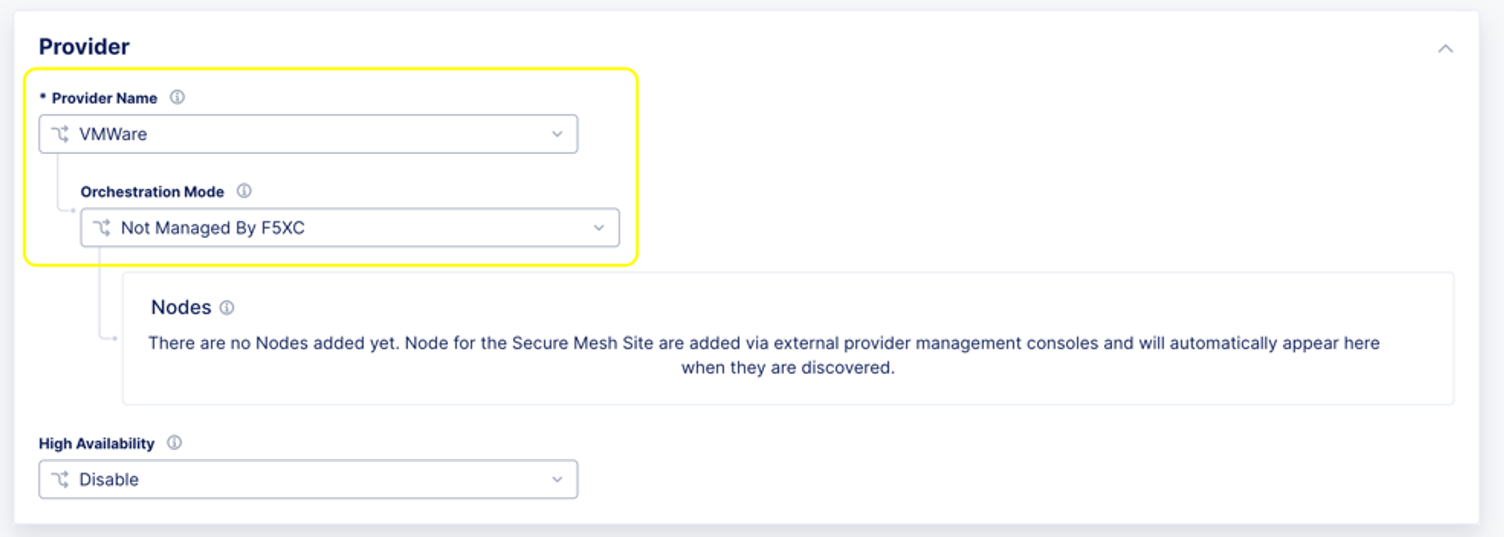 Provider
* Provider Name
VMWare
Orchestration Mode
Not Managed By F5XC
Nodes
There are no Nodes added yet. Node for the Secure Mesh Site are added via external provider management consoles and will automatically appear here
when they are discovered.
High Availability
Disable